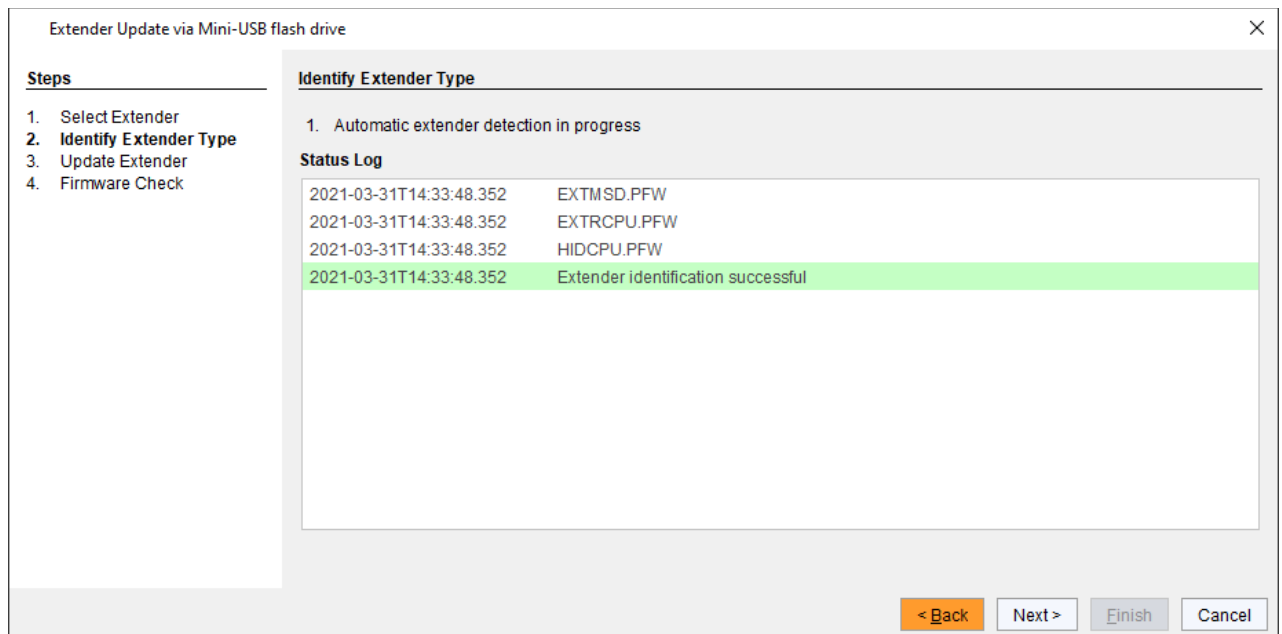 Extender Update via Mini-USB flash drive
Steps
1. Select Extender
2. Identify Extender Type
3. Update Extender
4. Firmware Check
Identify Extender Type
1. Automatic extender detection in progress
Status Log
2021-03-31T14:33:48.352 EXTMSD.PFW
2021-03-31T14:33:48.352 EXTRCPU.PFW
2021-03-31T14:33:48.352 HIDCPU.PFW
2021-03-31T14:33:48.352 Extender identification successful
< Back Next > Finish Cancel